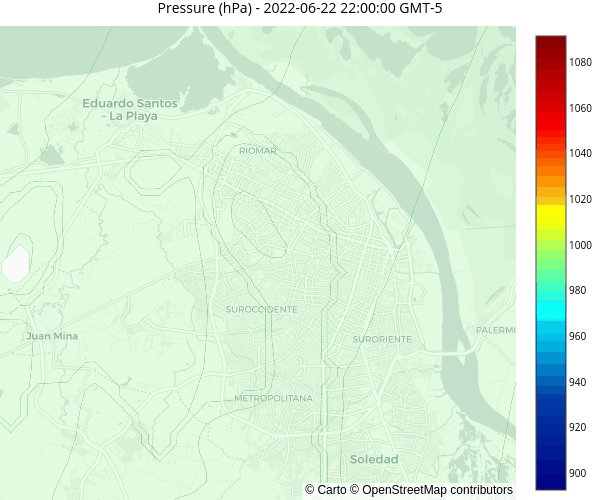 Pressure (hPa) - 2022-06-22 22:00:00 GMT-5
Eduardo Santos
- La Playa
RIOMAR
SUROCCIDENTE
Juan Mina
SURORIENTE
PALERMO
METROPOLITANA
Soledad
© Carto © OpenStreetMap contributors
1080
1060
1040
1020
1000
980
960
940
920
900